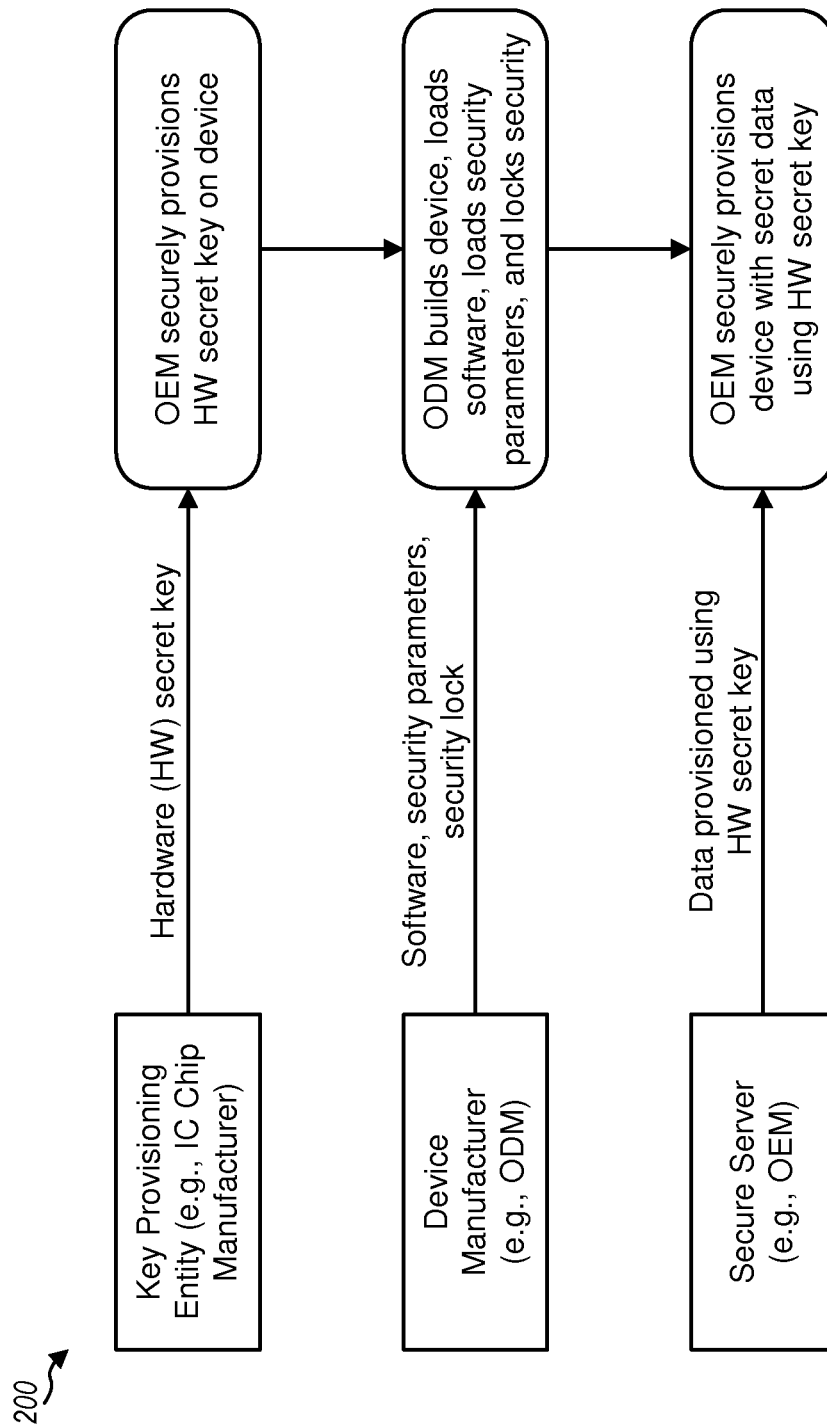 200
Key Provisioning
Entity (e.g., IC Chip
Manufacturer)
Hardware (HW) secret key
OEM securely provisions
HW secret key on device
Device
Manufacturer
(e.g., ODM)
Software, security parameters,
security lock
ODM builds device, loads
software, loads security
parameters, and locks security
Secure Server
(e.g., OEM)
Data provisioned using
HW secret key
OEM securely provisions
device with secret data
using HW secret key